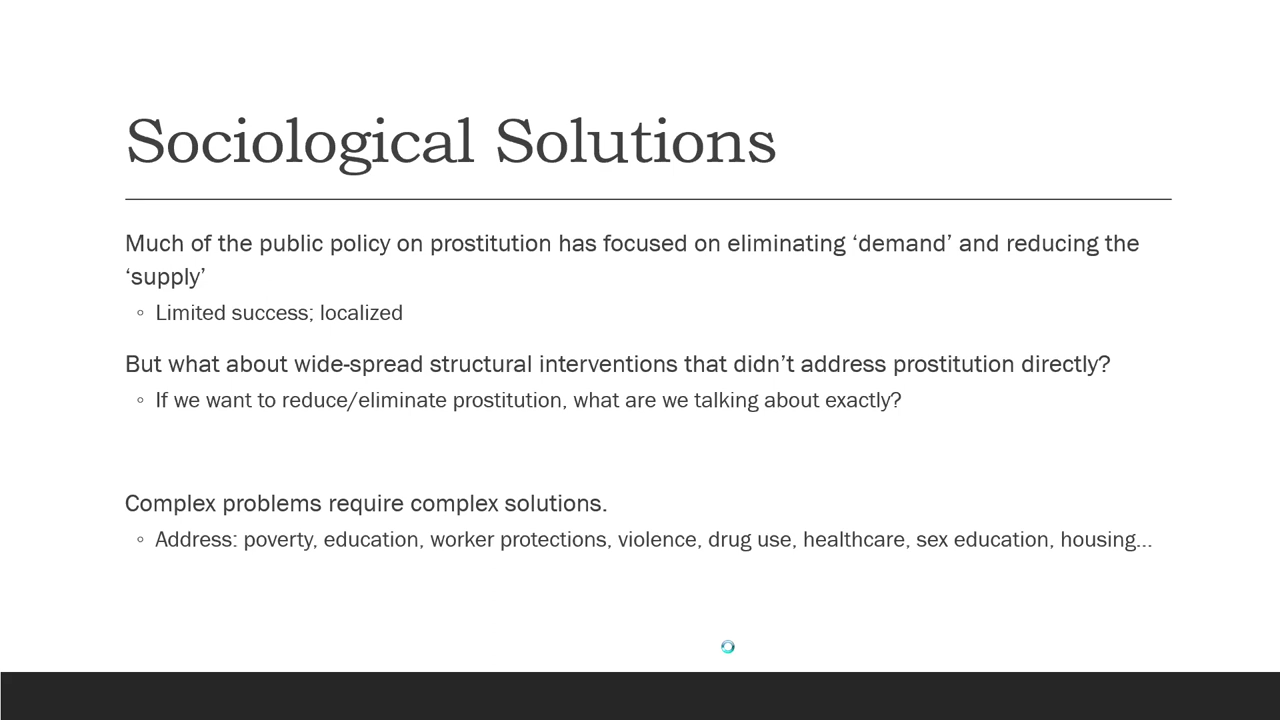 Sociological Solutions
Much of the public policy on prostitution has focused on eliminating ‘demand’ and reducing the
‘supply’
◦ Limited success; localized
But what about wide-spread structural interventions that didn’t address prostitution directly?
◦ If we want to reduce/eliminate prostitution, what are we talking about exactly?
Complex problems require complex solutions.
◦ Address: poverty, education, worker protections, violence, drug use, healthcare, sex education, housing…